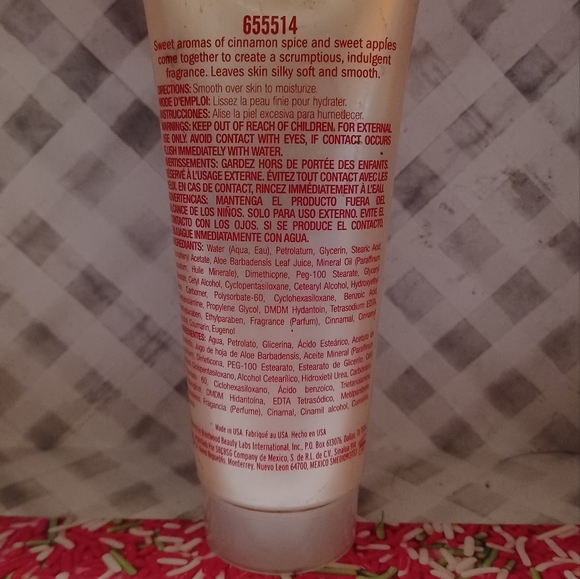 655514
Sweet aromas of cinnamon spice and sweet apples
come together to create a scrumptious, indulgent
fragrance. Leaves skin silky soft and smooth.
DIRECTIONS: Smooth over skin to moisturize.
MODE D'EMPLOI: Lissez la peau finie pour hydrater.
INSTRUCCIONES: Alise la piel excesiva para humedecer.
WARNINGS: KEEP OUT OF REACH OF CHILDREN. FOR EXTERNAL
USE ONLY. AVOID CONTACT WITH EYES, IF CONTACT OCCURS
FLUSH IMMEDIATELY WITH WATER.
AVERTISSEMENTS: GARDEZ HORS DE PORTÉE DES ENFANTS.
RÉSERVÉ À L'USAGE EXTERNE. ÉVITEZ TOUT CONTACT AVEC LES
YEUX. EN CAS DE CONTACT, RINCEZ IMMÉDIATEMENT À L'EAU.
ADVERTENCIAS: MANTENGA EL PRODUCTO FUERA DEL
ALCANCE DE LOS NIÑOS. SOLO PARA USO EXTERNO. EVITE EL
CONTACTO CON LOS OJOS. SI SE PRODUCE EL CONTACTO,
ENJUAGUE INMEDIATAMENTE CON AGUA.
INGREDIANTS: Water (Aqua, Eau), Petrolatum, Glycerin, Stearic Acid,
Acetate, Aloe Barbadensis Leaf Juice, Mineral Oil (Paraffinum
Huile Minerale), Dimethicone, Peg-100 Stearate, Glyceryl
Cetyl Alcohol, Cyclopentasiloxane, Cetearyl Alcohol, Hydroxyethyl
Carbomer, Polysorbate-60, Cyclohexasiloxane, Benzoic Acid,
Propylene Glycol, DMDM Hydantoin, Tetrasodium EDTA,
Ethylparaben, Fragrance (Parfum), Cinnamal, Cinnamyl
Coumarin, Eugenol
Agua, Petrolato, Glicerina, Ácido Esteárico, Acetato de
Jugo de hoja de Aloe Barbadensis, Aceite Mineral
Dimeticona, PEG-100 Estearato, Estearato de Glicerilo,
Alcohol Cetearílico, Hidroxietil Urea,
60, Ciclohexasiloxano, Ácido benzoico,
DMDM Hidantoína, EDTA Tetrasódico,
Fragancia (Perfume), Cinamal, Cinamil alcohol,
Made in USA Fabriqué au USA Hecho en USA
Beauty Labs International, Inc., P.O. Box 613076, Dallas,
Company de Mexico, S. de R.L. de C.V.,
Monterrey, Nuevo Leon 64700, MEXICO